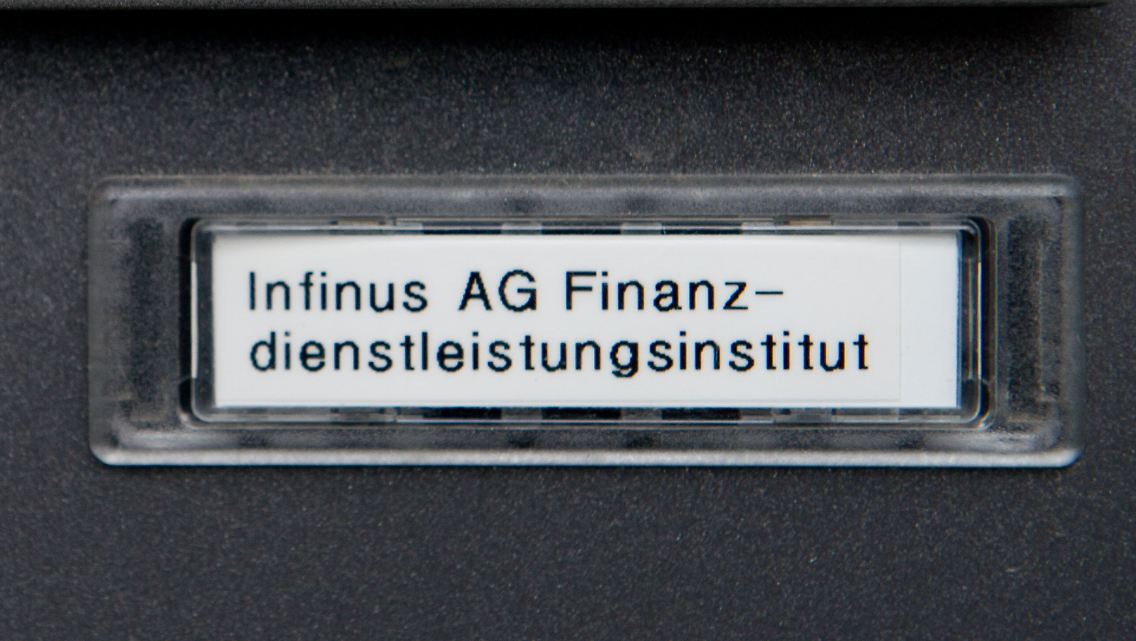 Infinus AG Finanz-
dienstleistungsinstitut